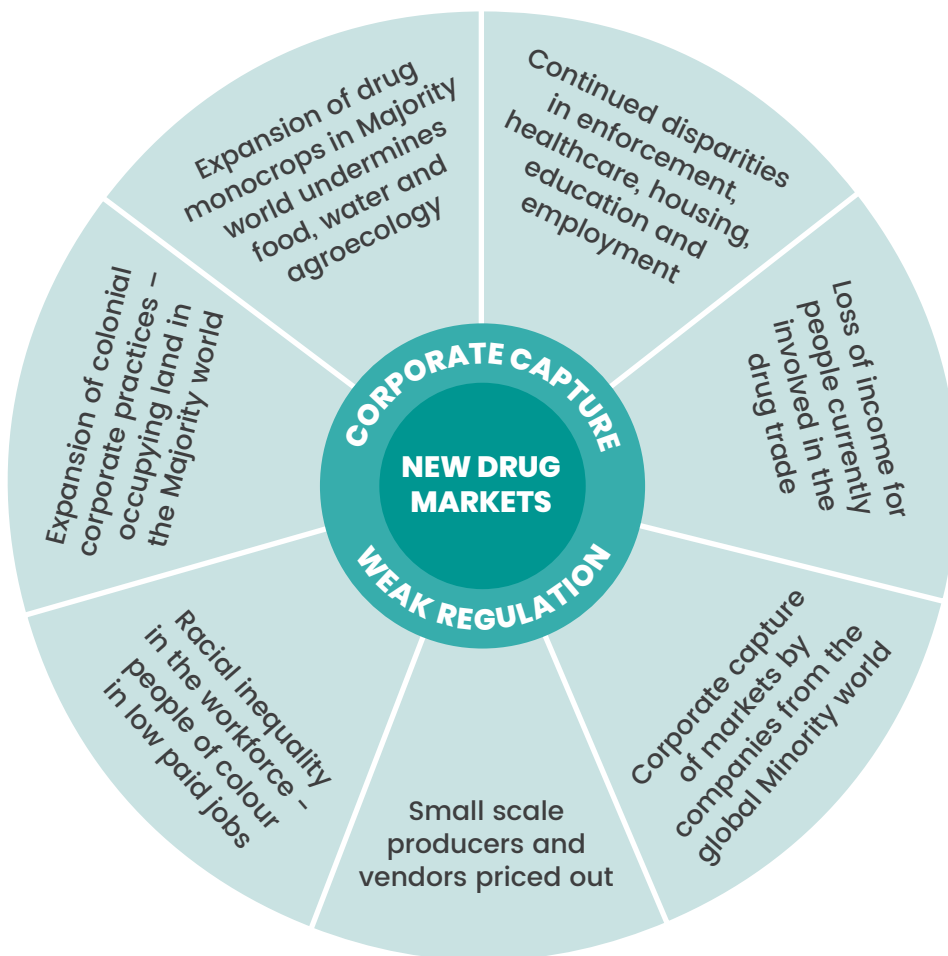 Continued disparities
in enforcement,
healthcare, housing,
education and
employment
Loss of income for
people currently
involved in the
drug trade
Corporate capture
of markets by
companies from the
global Minority world
Small scale
producers and
vendors priced out
Racial inequality
in the workforce –
people of colour
in low paid jobs
Expansion of colonial
corporate practices –
occupying land in
the Majority world
Expansion of drug
monocrops in Majority
world undermines
food, water and
agroecology
CORPORATE CAPTURE
NEW DRUG
MARKETS
WEAK REGULATION